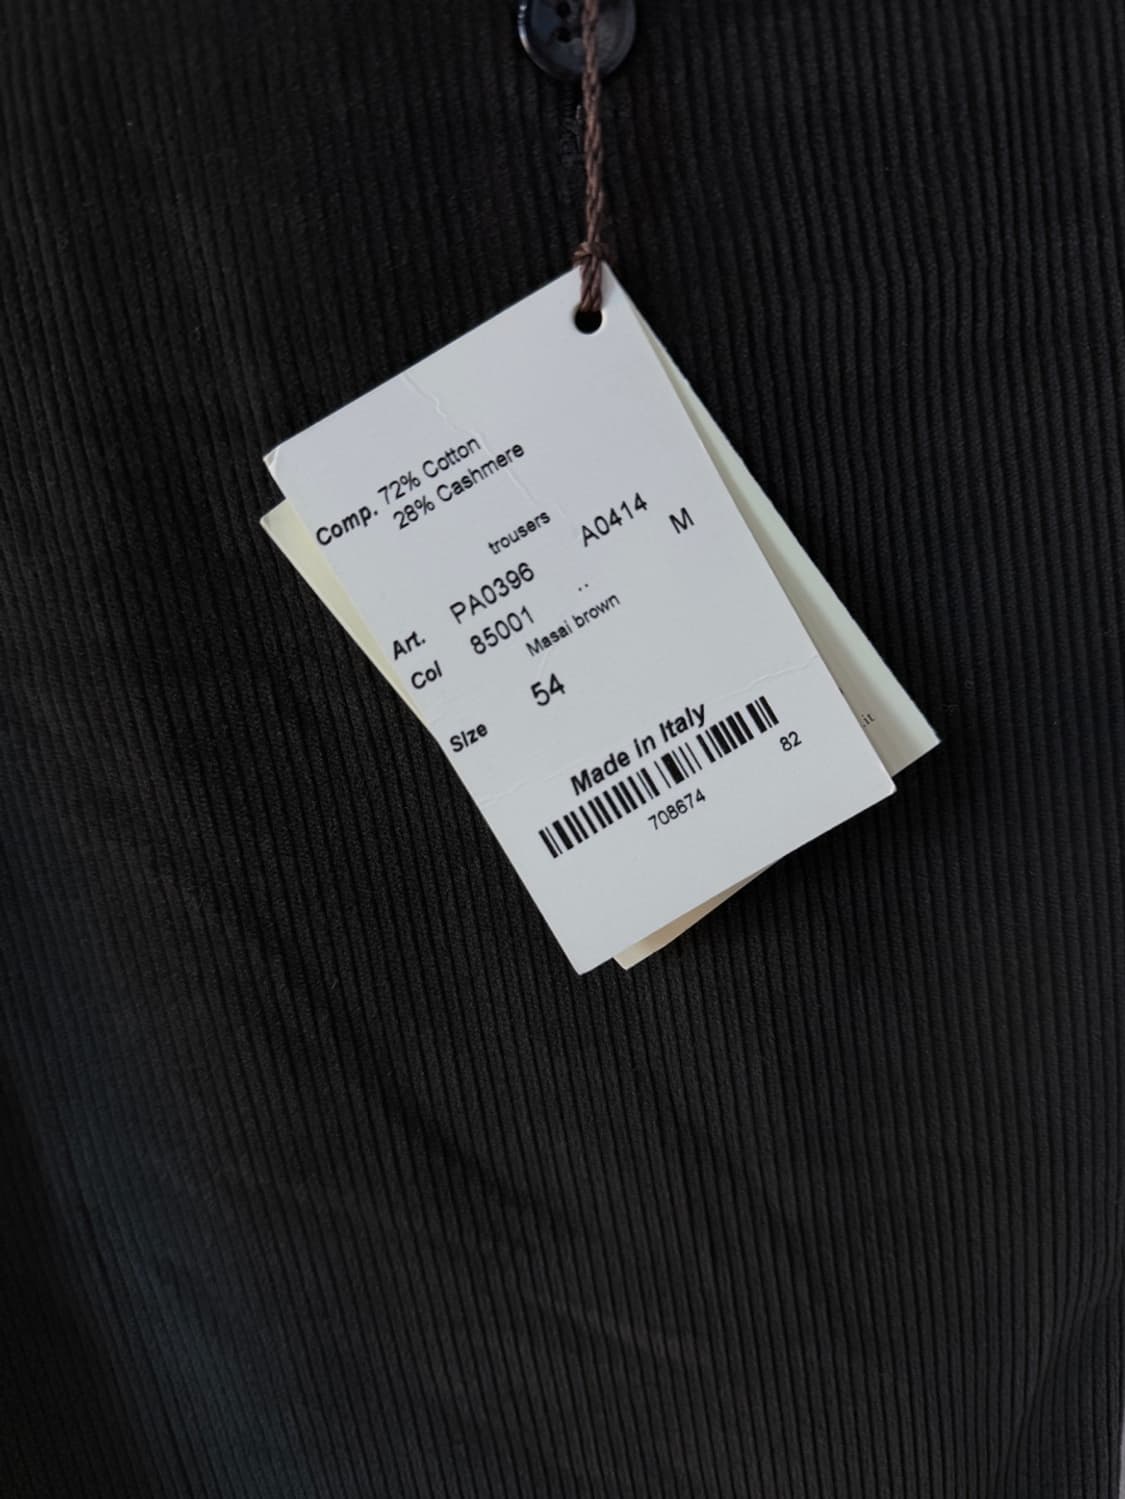 Comp. 72% Cotton
28% Cashmere
trousers
Art. PA0396 A0414 M
Col 85001 ..
Masai brown
Size 54
Made in Italy
708674 82
.it